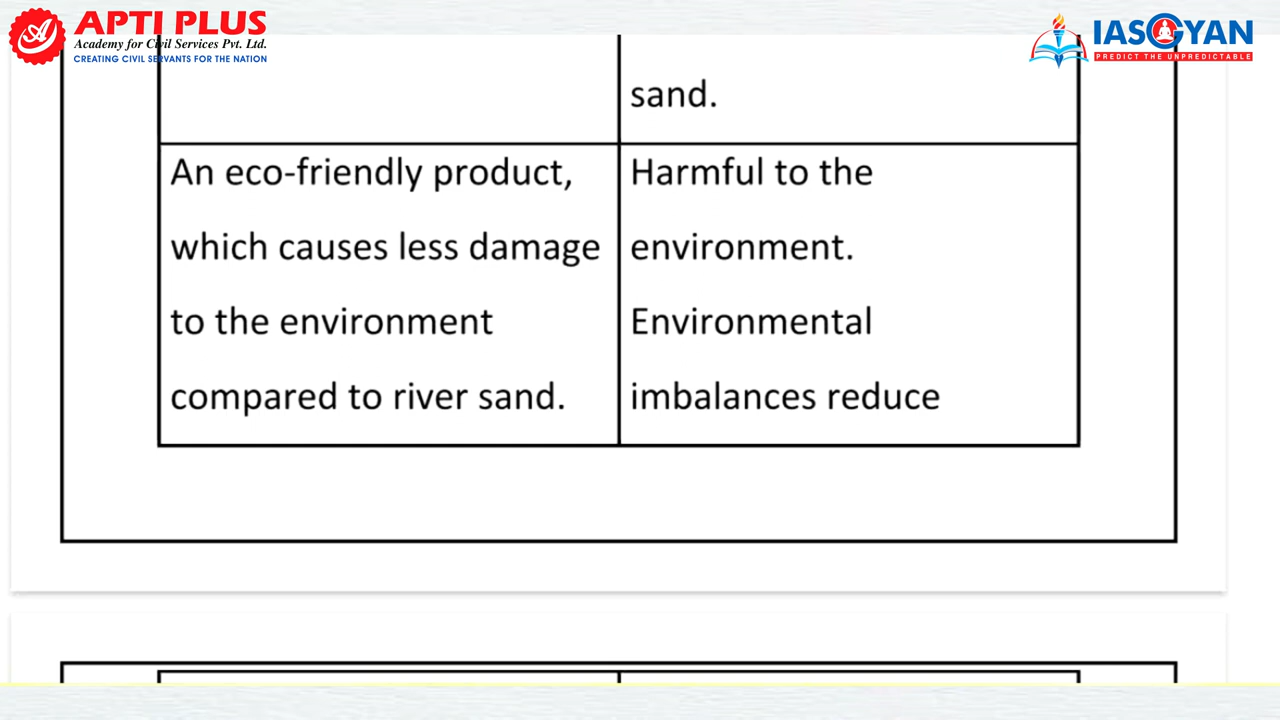 APTI PLUS
Academy for Civil Services Pvt. Ltd.
CREATING CIVIL SERVANTS FOR THE NATION
IASGYAN
PREDICT THE UNPREDICTABLE
sand.
An eco-friendly product,
which causes less damage
to the environment
compared to river sand.
Harmful to the
environment.
Environmental
imbalances reduce